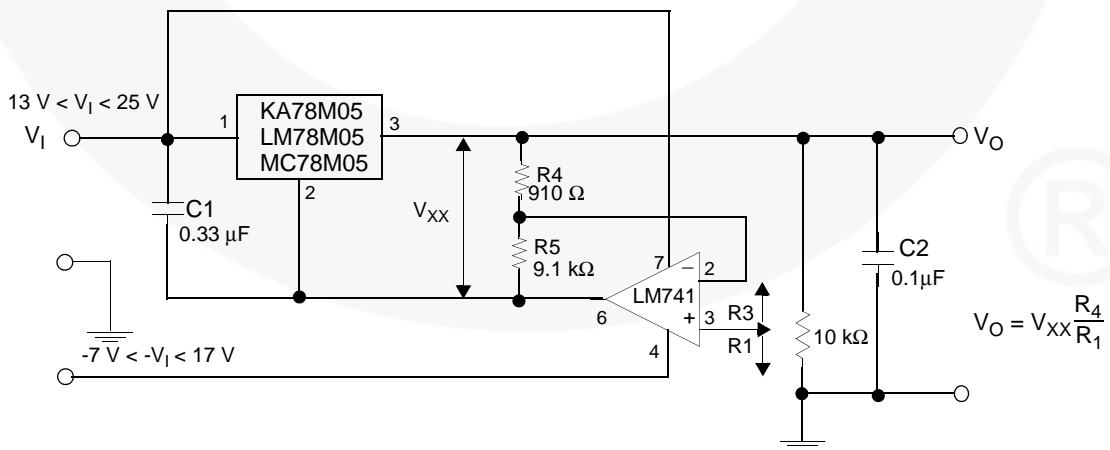 13 V < V_I < 25 V
V_I
1
KA78M05
LM78M05
MC78M05
3
V_O
2
R4
910 Ω
V_XX
C1
0.33 μF
R5
9.1 kΩ
7
–
2
LM741
6
+
3
R3
R1
4
C2
0.1μF
10 kΩ
V_O = V_XX R_4/R_1
-7 V < -V_I < 17 V
®